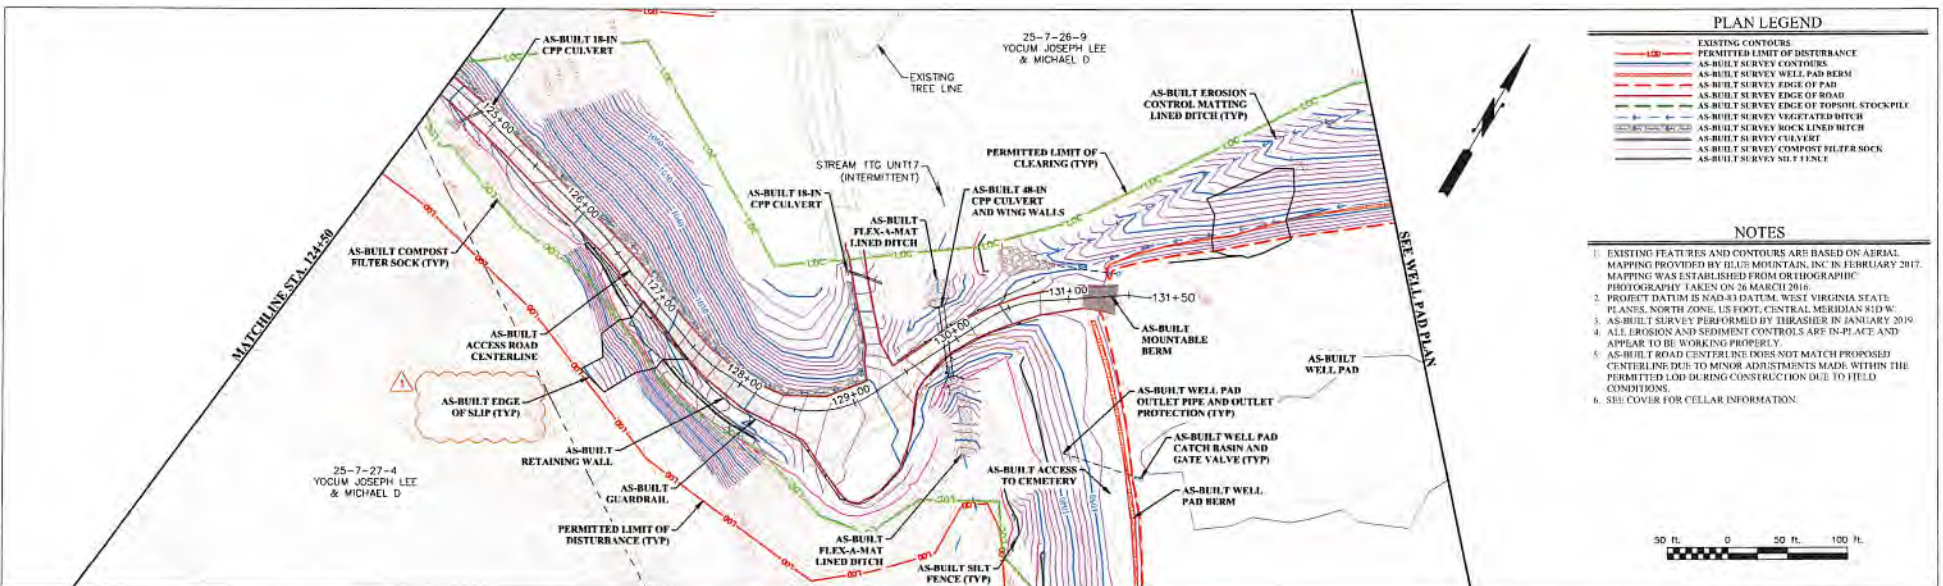 AS-BUILT 18-IN
CPP CULVERT
25-7-26-9
YOCUM JOSEPH LEE
& MICHAEL D
EXISTING
TREE LINE
AS-BUILT EROSION
CONTROL MATTING
LINED DITCH (TYP)
PERMITTED LIMIT OF
CLEARING (TYP)
STREAM TTG UNT17
(INTERMITTENT)
AS-BUILT 18-IN
CPP CULVERT
AS-BUILT
FLEX-A-MAT
LINED DITCH
AS-BUILT 48-IN
CPP CULVERT
AND WING WALLS
MATCHLINE STA. 124+50
125+00
126+00
127+00
128+00
129+00
130+00
131+00
131+50
AS-BUILT COMPOST
FILTER SOCK (TYP)
AS-BUILT
ACCESS ROAD
CENTERLINE
1
AS-BUILT EDGE
OF SLIP (TYP)
AS-BUILT
RETAINING WALL
25-7-27-4
YOCUM JOSEPH LEE
& MICHAEL D
AS-BUILT
GUARDRAIL
PERMITTED LIMIT OF
DISTURBANCE (TYP)
AS-BUILT
FLEX-A-MAT
LINED DITCH
AS-BUILT SILT
FENCE (TYP)
AS-BUILT ACCESS
TO CEMETERY
AS-BUILT
MOUNTABLE
BERM
AS-BUILT WELL PAD
OUTLET PIPE AND OUTLET
PROTECTION (TYP)
AS-BUILT
WELL PAD
AS-BUILT WELL PAD
CATCH BASIN AND
GATE VALVE (TYP)
AS-BUILT WELL
PAD BERM
SEE WELL PAD PLAN
PLAN LEGEND
EXISTING CONTOURS
LOD PERMITTED LIMIT OF DISTURBANCE
AS-BUILT SURVEY CONTOURS
AS-BUILT SURVEY WELL PAD BERM
AS-BUILT SURVEY EDGE OF PAD
AS-BUILT SURVEY EDGE OF ROAD
AS-BUILT SURVEY EDGE OF TOPSOIL STOCKPILE
AS-BUILT SURVEY VEGETATED DITCH
AS-BUILT SURVEY ROCK LINED DITCH
AS-BUILT SURVEY CULVERT
AS-BUILT SURVEY COMPOST FILTER SOCK
AS-BUILT SURVEY SILT FENCE
NOTES
1. EXISTING FEATURES AND CONTOURS ARE BASED ON AERIAL
MAPPING PROVIDED BY BLUE MOUNTAIN, INC IN FEBRUARY 2017.
MAPPING WAS ESTABLISHED FROM ORTHOGRAPHIC
PHOTOGRAPHY TAKEN ON 26 MARCH 2016.
2. PROJECT DATUM IS NAD-83 DATUM, WEST VIRGINIA STATE
PLANES, NORTH ZONE, US FOOT, CENTRAL MERIDIAN 81D W.
3. AS-BUILT SURVEY PERFORMED BY THRASHER IN JANUARY 2019.
4. ALL EROSION AND SEDIMENT CONTROLS ARE IN-PLACE AND
APPEAR TO BE WORKING PROPERLY.
5. AS-BUILT ROAD CENTERLINE DOES NOT MATCH PROPOSED
CENTERLINE DUE TO MINOR ADJUSTMENTS MADE WITHIN THE
PERMITTED LOD DURING CONSTRUCTION DUE TO FIELD
CONDITIONS.
6. SEE COVER FOR CELLAR INFORMATION.
50 ft. 0 50 ft. 100 ft.